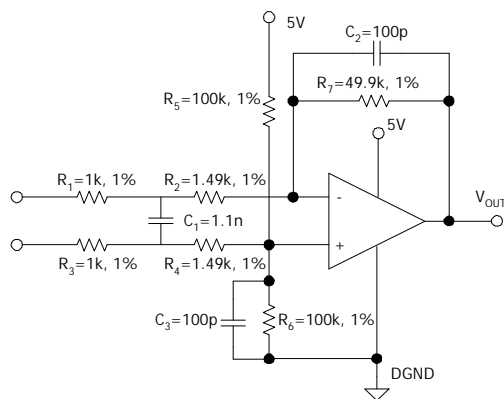 5V
C2=100p
R7=49.9k, 1%
R5=100k, 1%
5V
R1=1k, 1%
R2=1.49k, 1%
-
VOUT
C1=1.1n
+
R3=1k, 1%
R4=1.49k, 1%
C3=100p
R6=100k, 1%
DGND